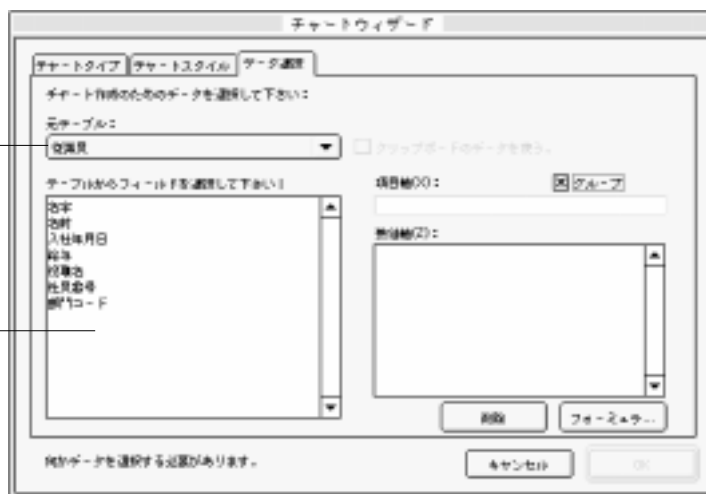 チャートウィザード
チャートタイプ チャートスタイル データ選択
チャート作成のためのデータを選択して下さい：
元テーブル：
従業員
クリップボードのデータを使う。
テーブルからフィールドを選択して下さい：
項目軸(X)： グループ
名字
名前
入社年月日
給与
役職名
社員番号
部門コード
数値軸(Z)：
削除 フォーミュラ...
何かデータを選択する必要があります。
キャンセル OK